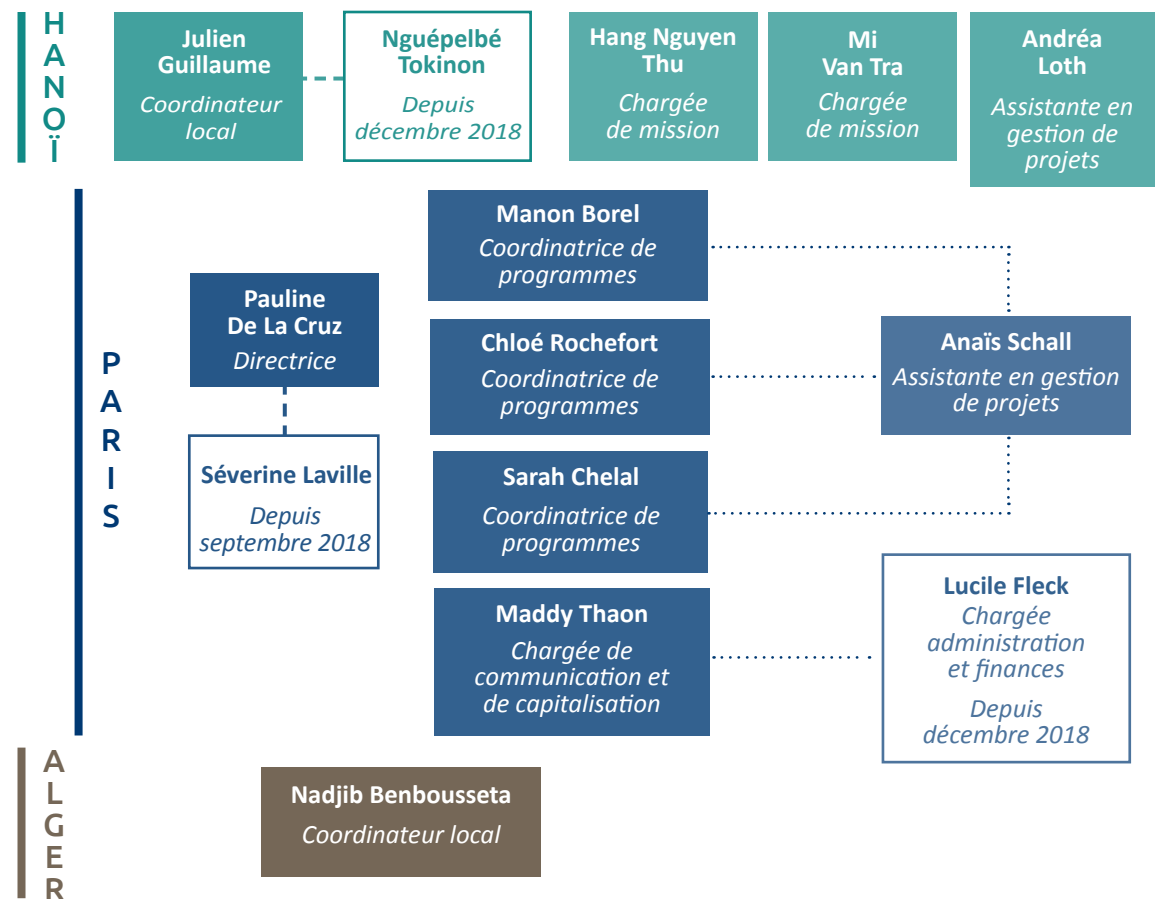 HANOÏ
Julien
Guillaume
Coordinateur
local
Nguépelbé
Tokinon
Depuis
décembre 2018
Hang Nguyen
Thu
Chargée
de mission
Mi
Van Tra
Chargée
de mission
Andréa
Loth
Assistante en
gestion de
projets
PARIS
Pauline
De La Cruz
Directrice
Séverine Laville
Depuis
septembre 2018
Manon Borel
Coordinatrice de
programmes
Chloé Rochefort
Coordinatrice de
programmes
Sarah Chelal
Coordinatrice de
programmes
Maddy Thaon
Chargée de
communication et
de capitalisation
Anaïs Schall
Assistante en gestion
de projets
Lucile Fleck
Chargée
administration
et finances
Depuis
décembre 2018
ALGER
Nadjib Benbousseta
Coordinateur local